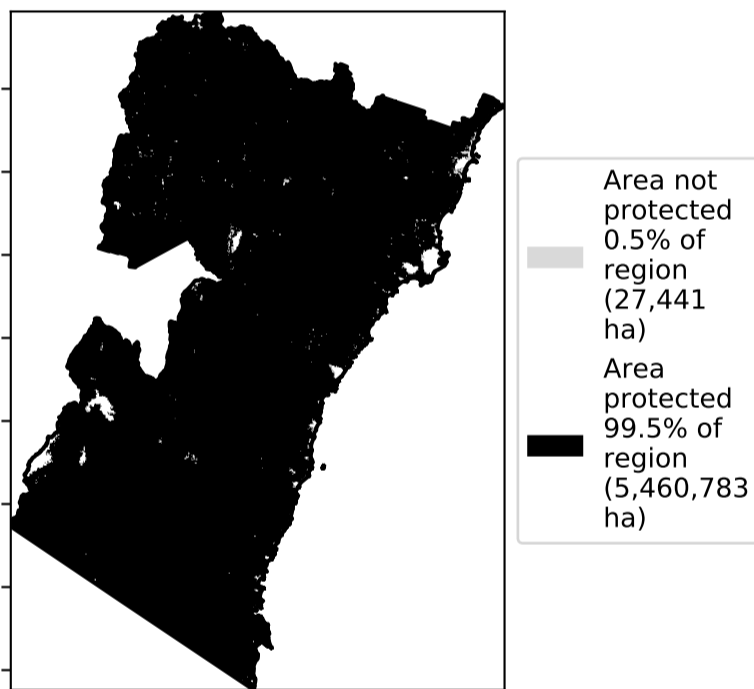 Area not
protected
0.5% of
region
(27,441
ha)
Area
protected
99.5% of
region
(5,460,783
ha)